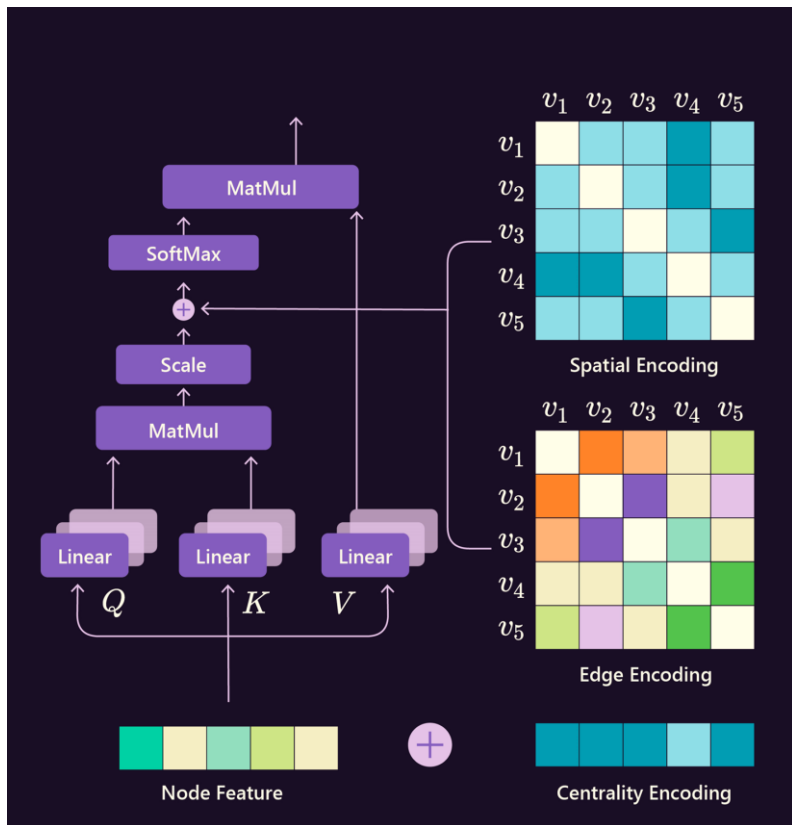 MatMul
SoftMax
+
Scale
MatMul
Linear
Linear
Linear
Q
K
V
v1 v2 v3 v4 v5
v1
v2
v3
v4
v5
Spatial Encoding
v1 v2 v3 v4 v5
v1
v2
v3
v4
v5
Edge Encoding
Node Feature
+
Centrality Encoding